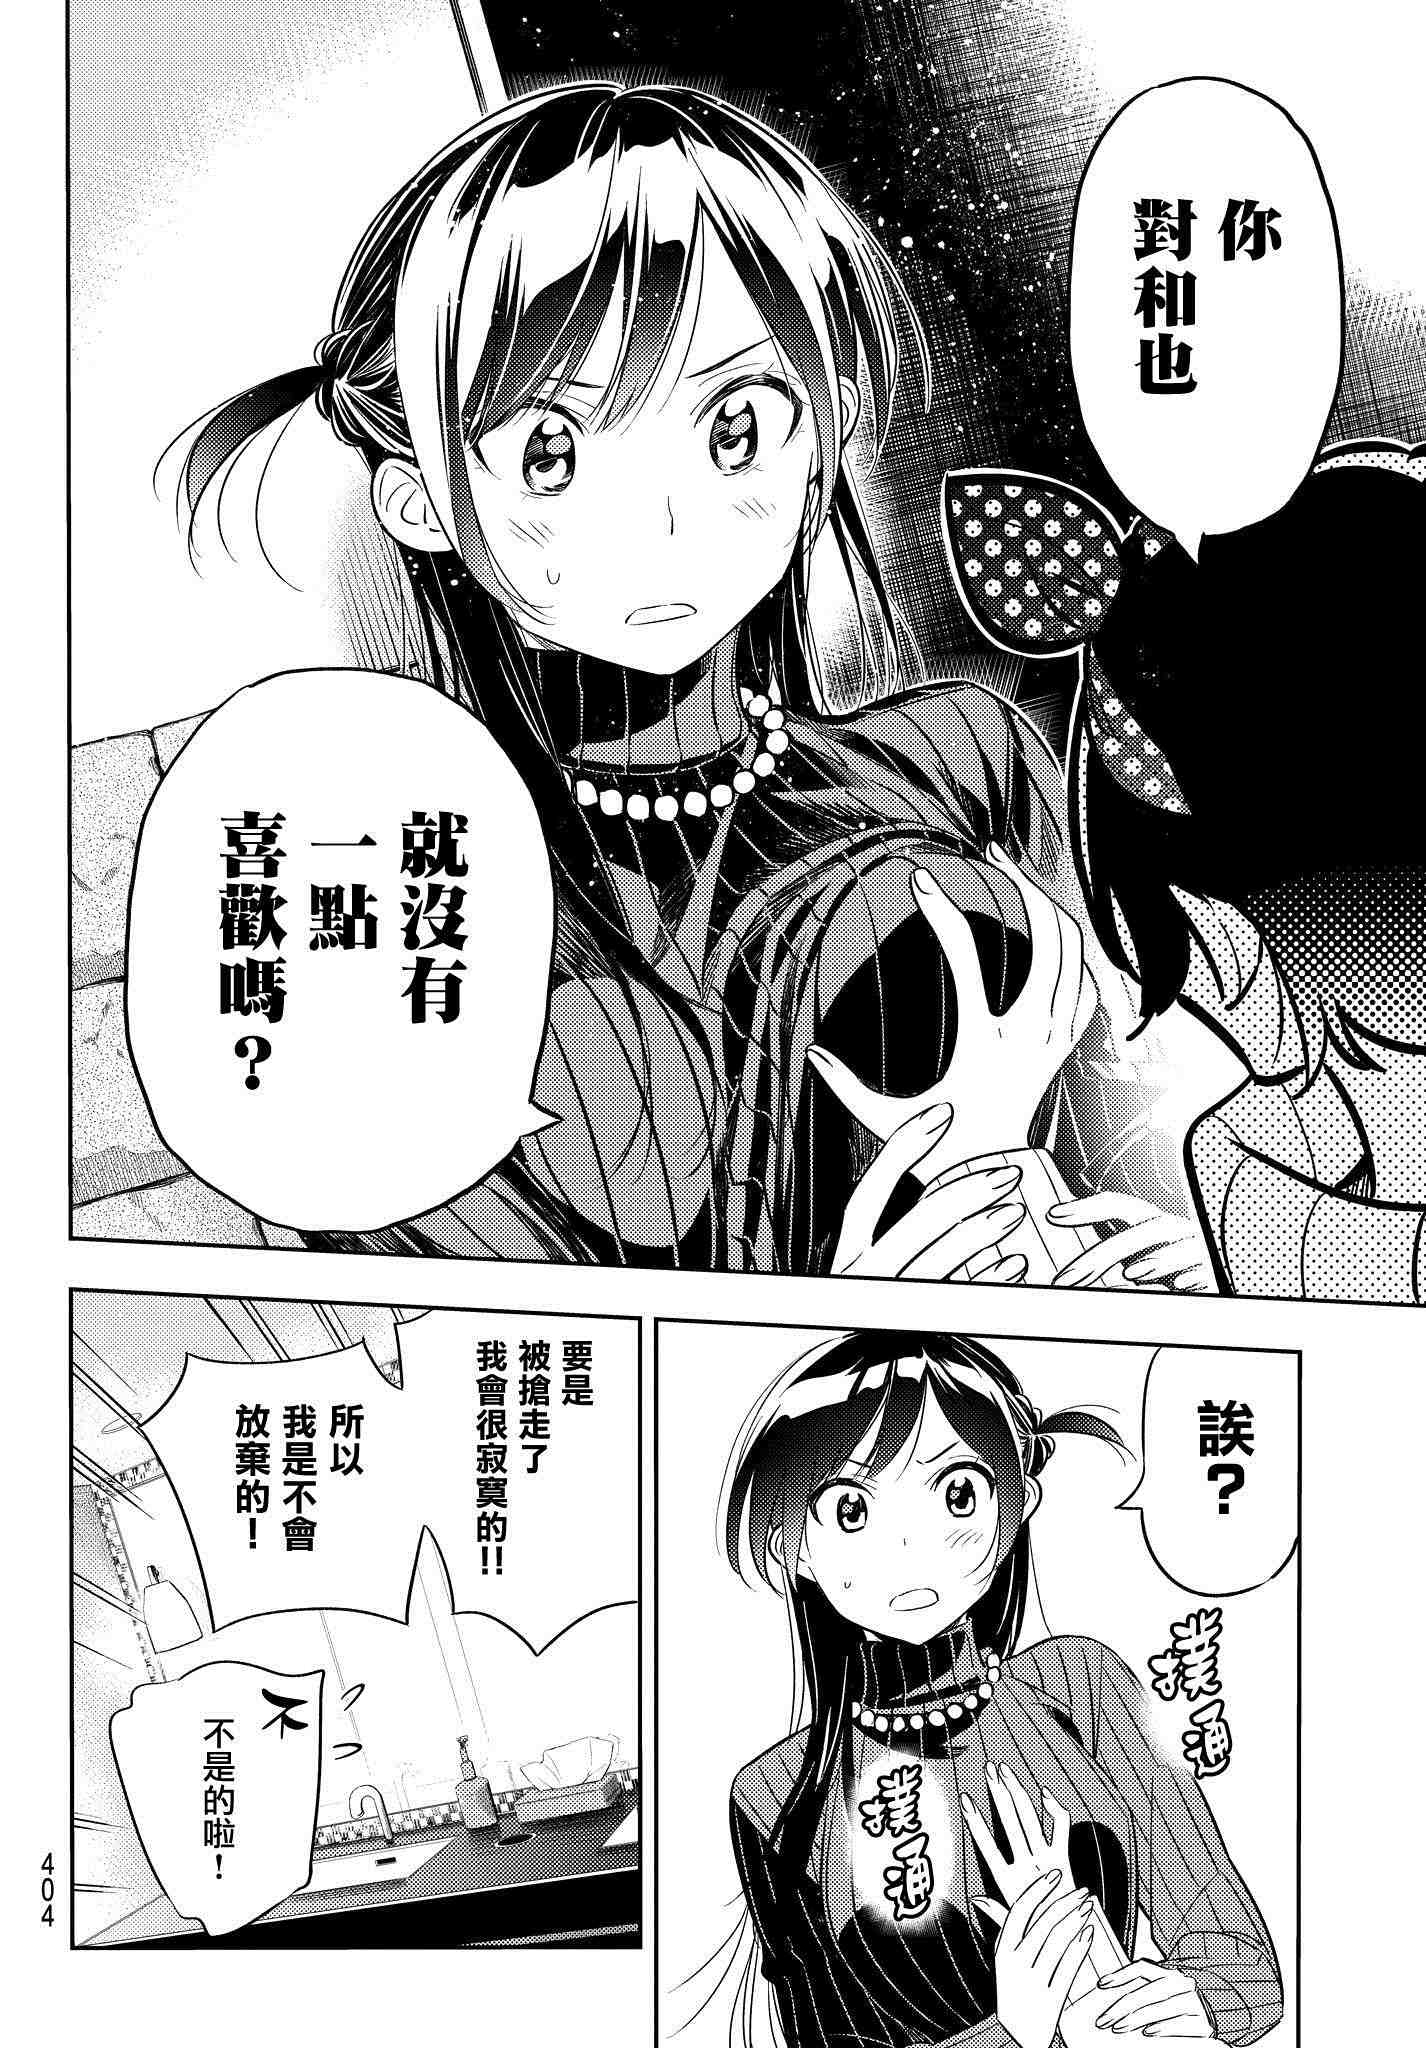 你
對和也
就沒有
一點
喜歡嗎？
誒？
撲通
撲通
要是
被搶走了
我會很寂寞的!!
所以
我是不會
放棄的！
不
不是的啦！
404